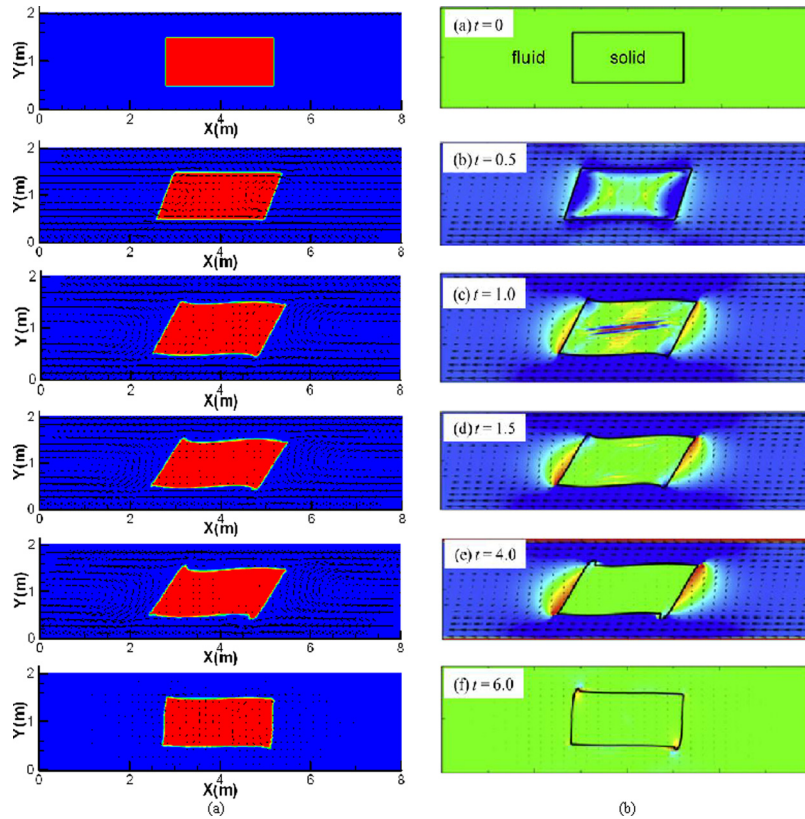 2
Y(m)
1
0
0 2 4 6 8
X(m)
(a) t = 0
fluid solid
2
Y(m)
1
0
0 2 4 6 8
X(m)
(b) t = 0.5
2
Y(m)
1
0
0 2 4 6 8
X(m)
(c) t = 1.0
2
Y(m)
1
0
0 2 4 6 8
X(m)
(d) t = 1.5
2
Y(m)
1
0
0 2 4 6 8
X(m)
(e) t = 4.0
2
Y(m)
1
0
0 2 4 6 8
X(m)
(f) t = 6.0
(a) (b)